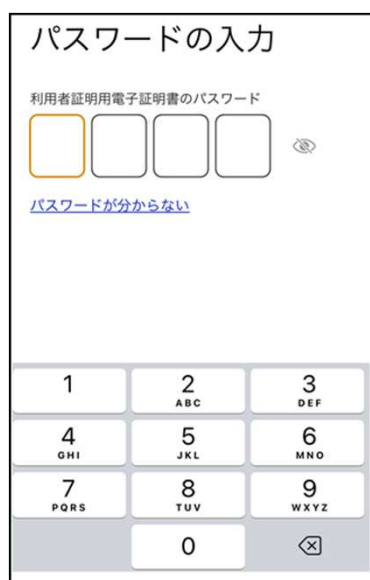 パスワードの入力
利用者証明用電子証明書のパスワード
パスワードが分からない
1 2 3
ABC DEF
4 5 6
GHI JKL MNO
7 8 9
PQRS TUV WXYZ
0